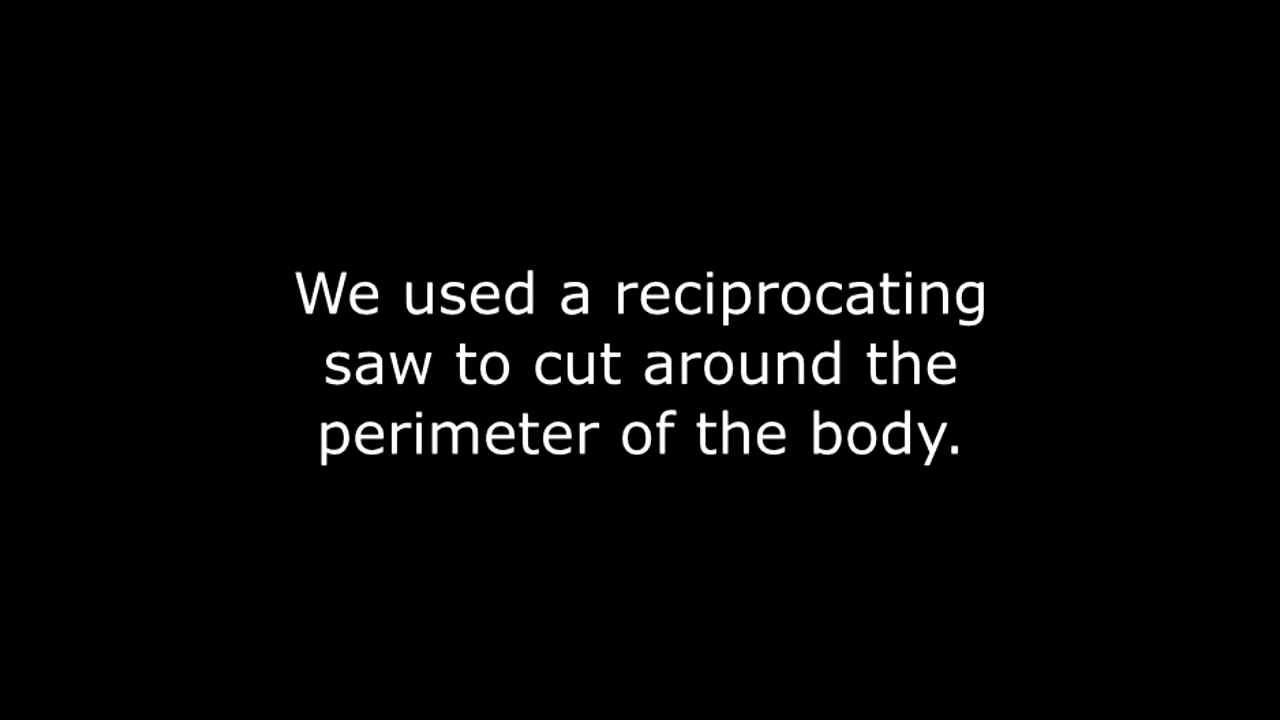 We used a reciprocating
saw to cut around the
perimeter of the body.